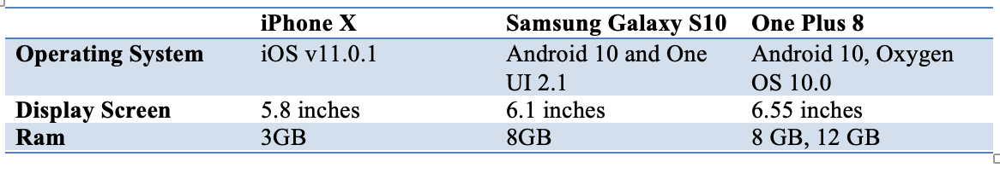 iPhone X Samsung Galaxy S10 One Plus 8
Operating System iOS v11.0.1 Android 10 and One Android 10, Oxygen
UI 2.1 OS 10.0
Display Screen 5.8 inches 6.1 inches 6.55 inches
Ram 3GB 8GB 8 GB, 12 GB